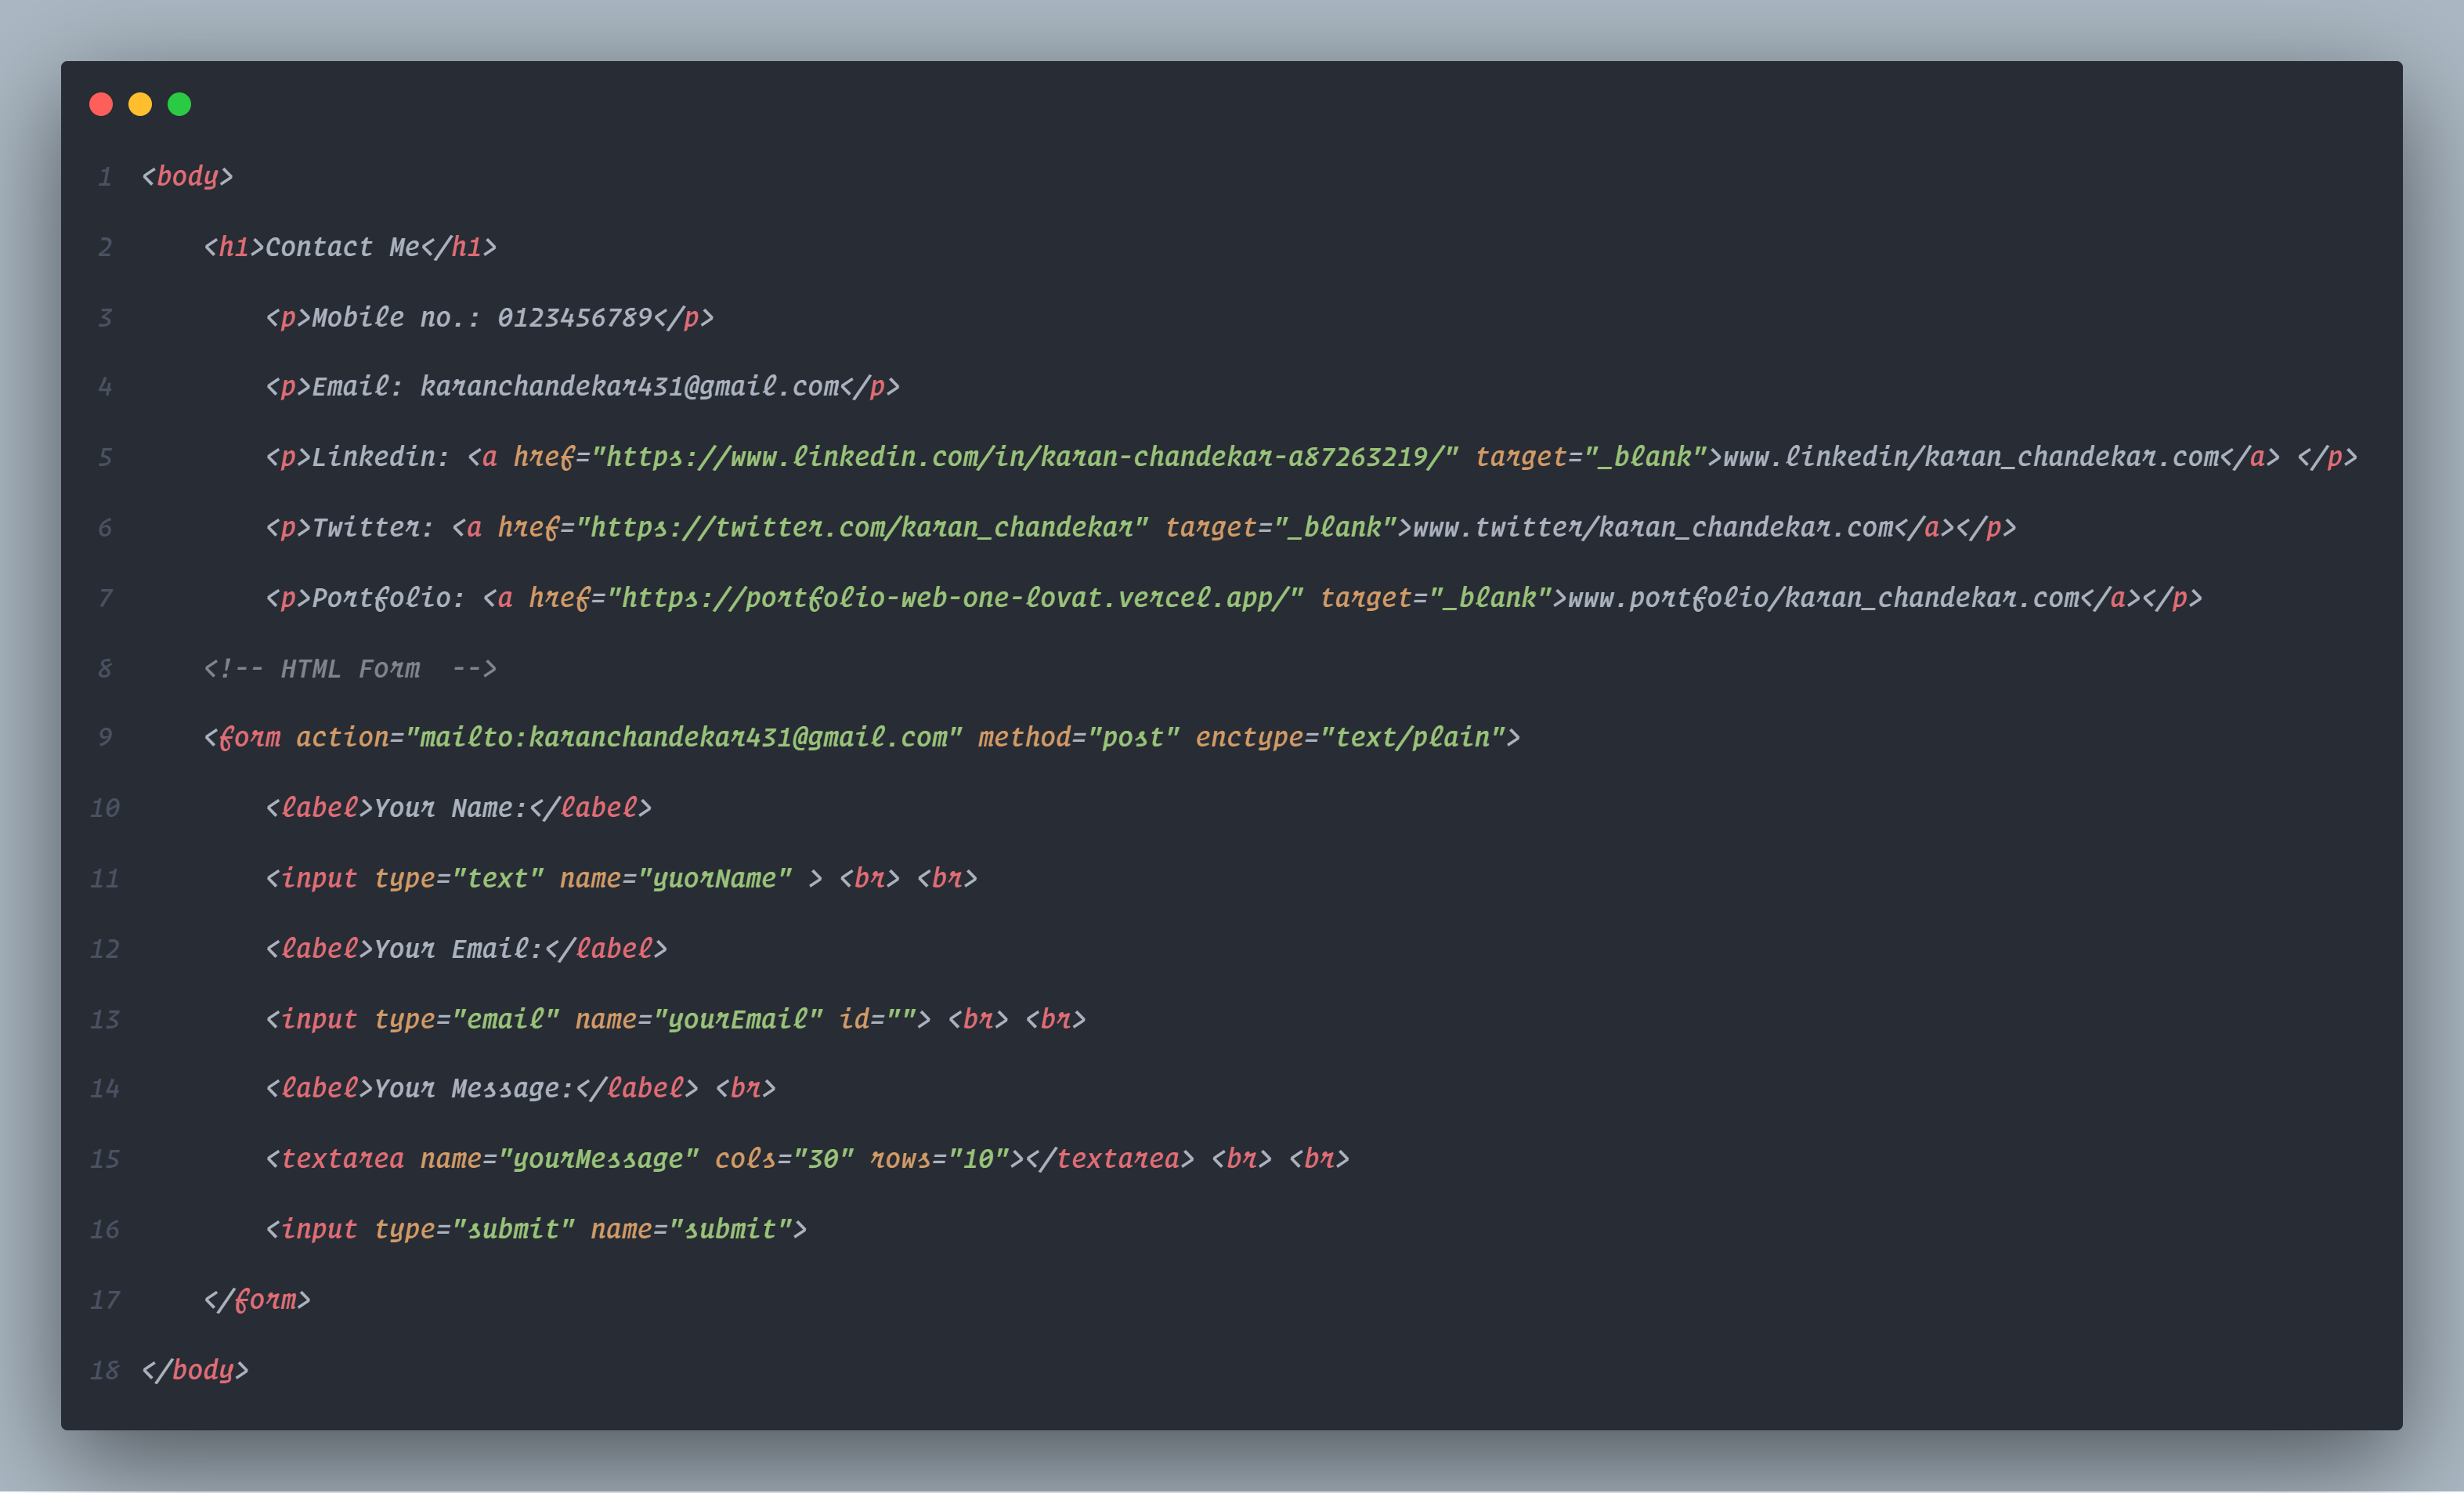 1 <body>
2 <h1>Contact Me</h1>
3 <p>Mobile no.: 0123456789</p>
4 <p>Email: karanchandekar431@gmail.com</p>
5 <p>Linkedin: <a href="https://www.linkedin.com/in/karan-chandekar-a87263219/" target="_blank">www.linkedin/karan_chandekar.com</a> </p>
6 <p>Twitter: <a href="https://twitter.com/karan_chandekar" target="_blank">www.twitter/karan_chandekar.com</a></p>
7 <p>Portfolio: <a href="https://portfolio-web-one-lovat.vercel.app/" target="_blank">www.portfolio/karan_chandekar.com</a></p>
8 <!-- HTML Form  -->
9 <form action="mailto:karanchandekar431@gmail.com" method="post" enctype="text/plain">
10 <label>Your Name:</label>
11 <input type="text" name="yuorName" > <br> <br>
12 <label>Your Email:</label>
13 <input type="email" name="yourEmail" id=""> <br> <br>
14 <label>Your Message:</label> <br>
15 <textarea name="yourMessage" cols="30" rows="10"></textarea> <br> <br>
16 <input type="submit" name="submit">
17 </form>
18 </body>